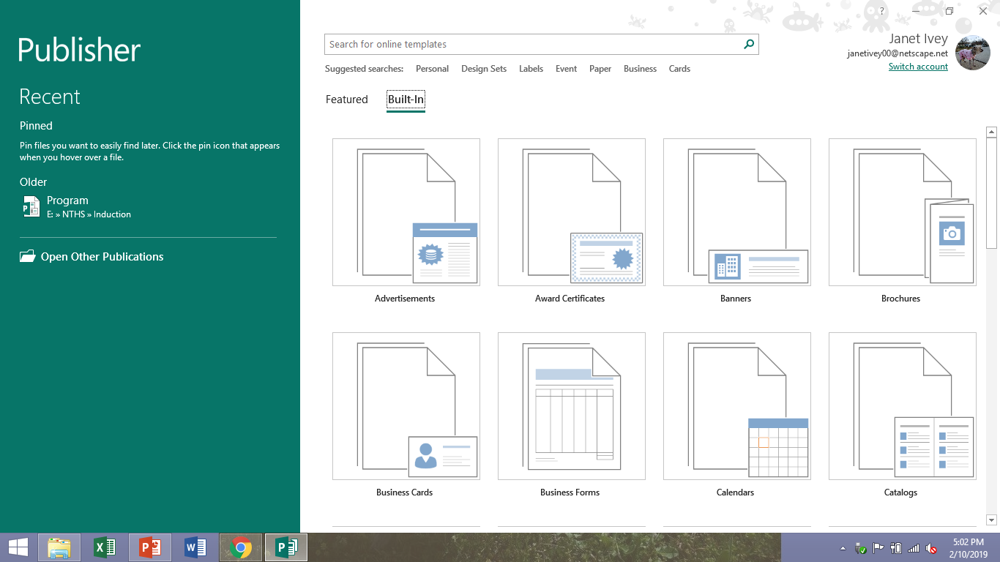 Publisher
Recent
Pinned
Pin files you want to easily find later. Click the pin icon that appears
when you hover over a file.
Older
Program
E: » NTHS » Induction
Open Other Publications
?
Janet Ivey
janetivey00@netscape.net
Switch account
Search for online templates
Suggested searches: Personal Design Sets Labels Event Paper Business Cards
Featured Built-In
Advertisements Award Certificates Banners Brochures
Business Cards Business Forms Calendars Catalogs
5:02 PM
2/10/2019